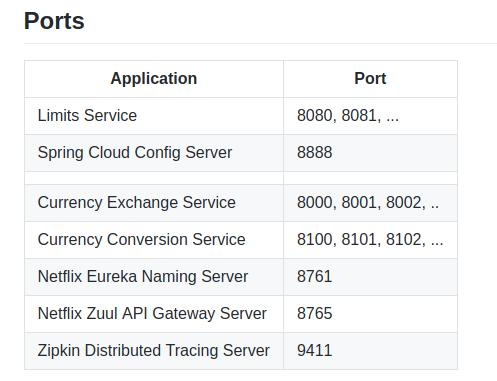 Ports
Application Port
Limits Service 8080, 8081, ...
Spring Cloud Config Server 8888
Currency Exchange Service 8000, 8001, 8002, ..
Currency Conversion Service 8100, 8101, 8102, ...
Netflix Eureka Naming Server 8761
Netflix Zuul API Gateway Server 8765
Zipkin Distributed Tracing Server 9411